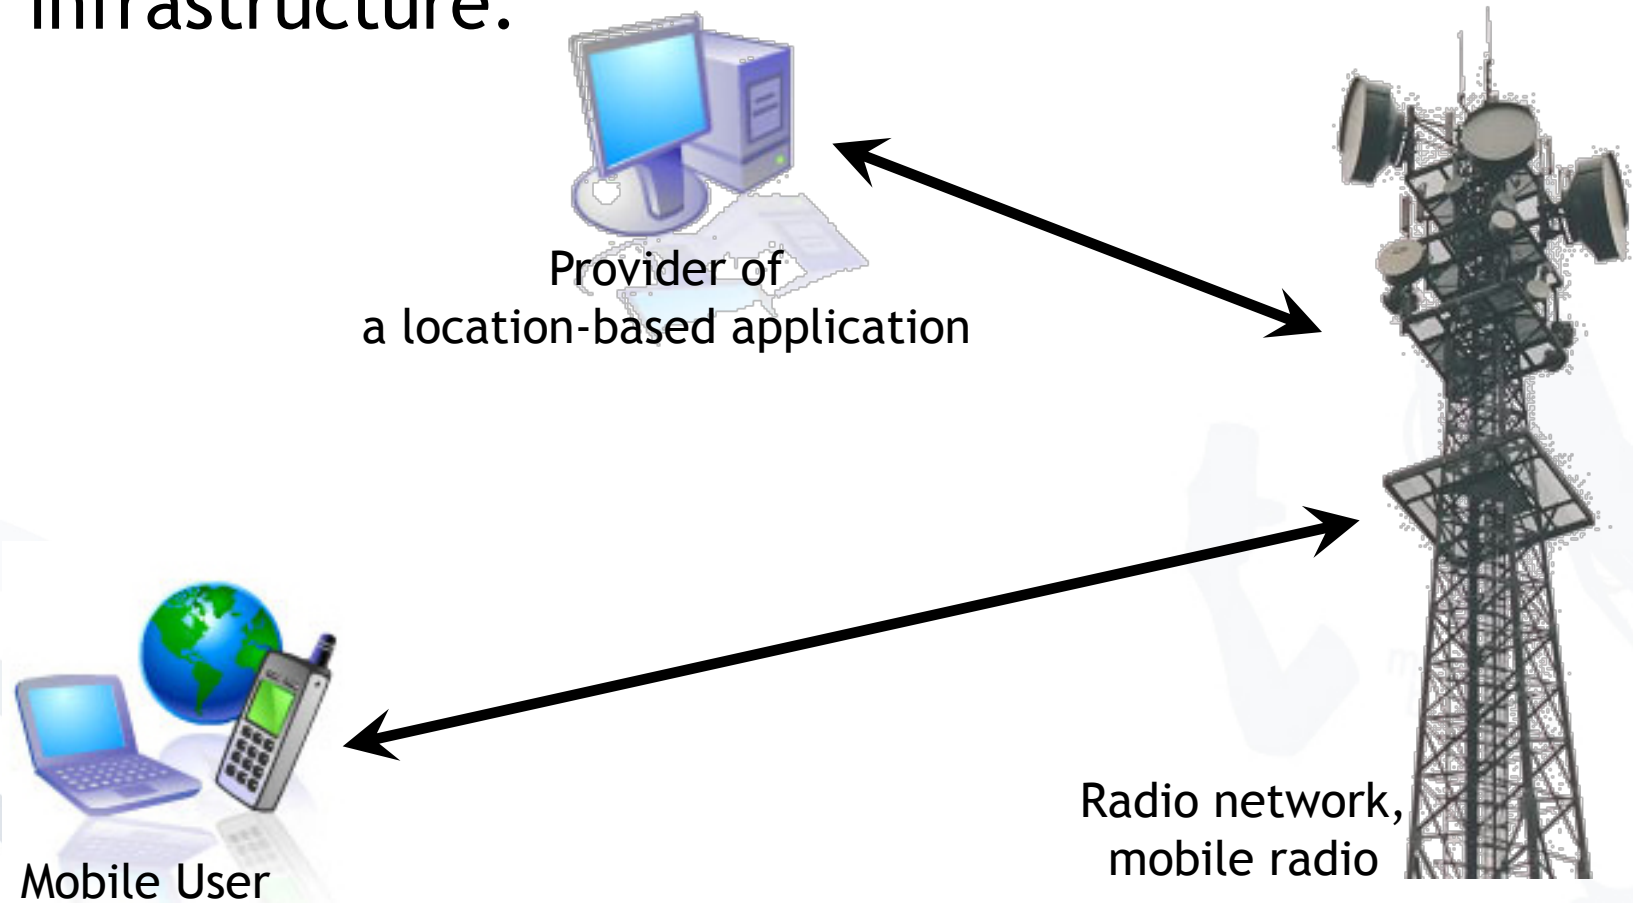 infrastructure.
Provider of
a location-based application
Radio network,
mobile radio
Mobile User